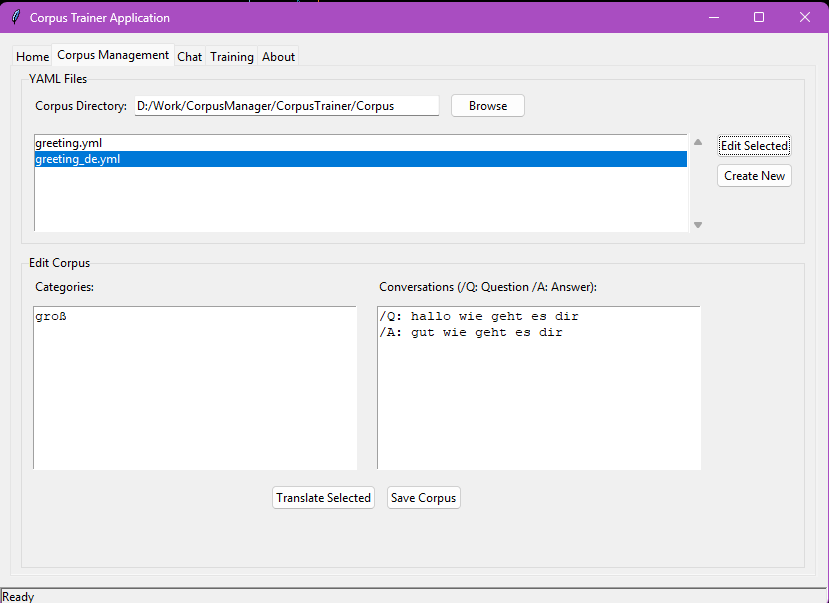 Corpus Trainer Application
Home Corpus Management Chat Training About
YAML Files
Corpus Directory: D:/Work/CorpusManager/CorpusTrainer/Corpus Browse
greeting.yml
greeting_de.yml
Edit Selected
Create New
Edit Corpus
Categories:
groß
Conversations (/Q: Question /A: Answer):
/Q: hallo wie geht es dir
/A: gut wie geht es dir
Translate Selected Save Corpus
Ready